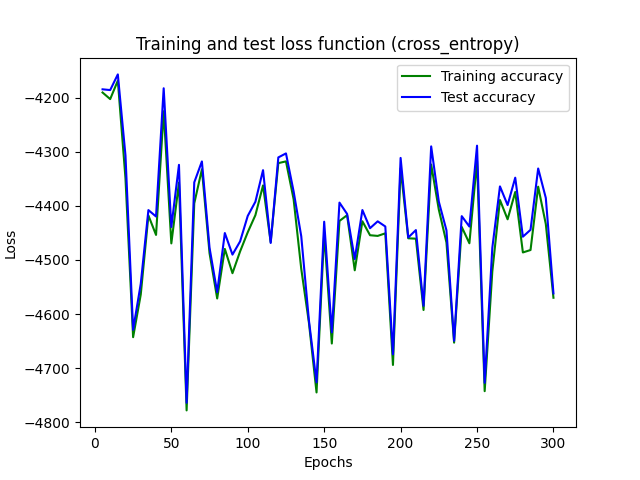 Training and test loss function (cross_entropy)
Training accuracy
Test accuracy
Loss
−4200
−4300
−4400
−4500
−4600
−4700
−4800
0 50 100 150 200 250 300
Epochs